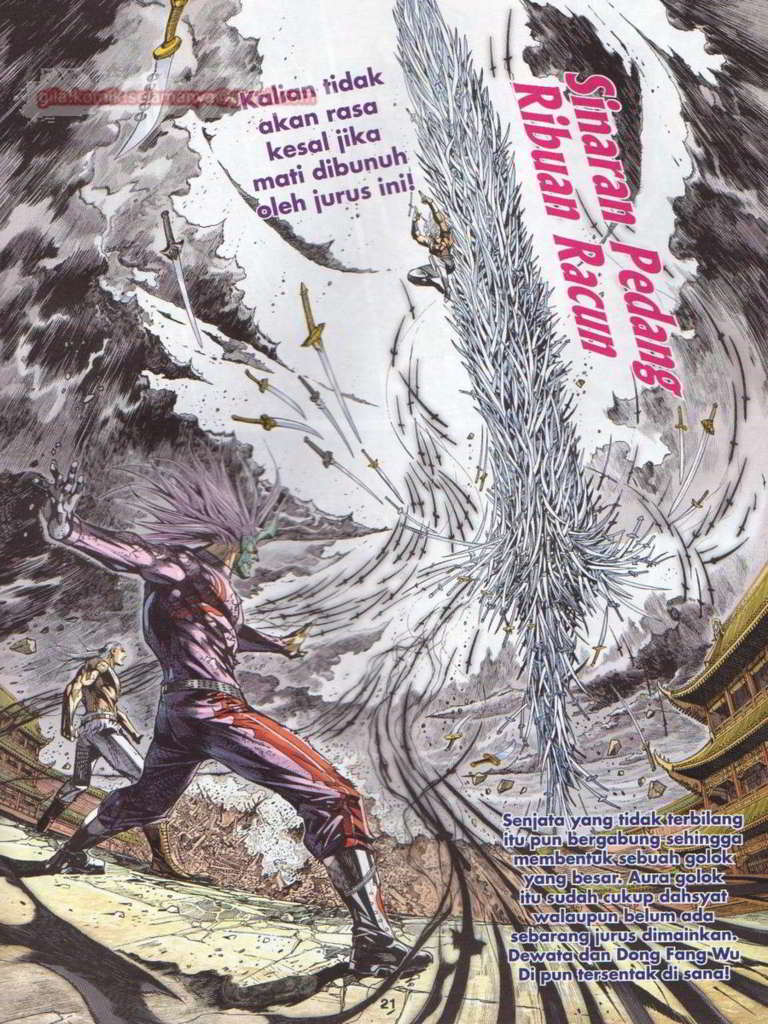 Kalian tidak
akan rasa
kesal jika
mati dibunuh
oleh jurus ini!
Sinaran Pedang
Ribuan Racun
Senjata yang tidak terbilang
itu pun bergabung sehingga
membentuk sebuah golok
yang besar. Aura golok
itu sudah cukup dahsyat
walaupun belum ada
sebarang jurus dimainkan.
Dewata dan Dong Fang Wu
Di pun tersentak di sana!
21